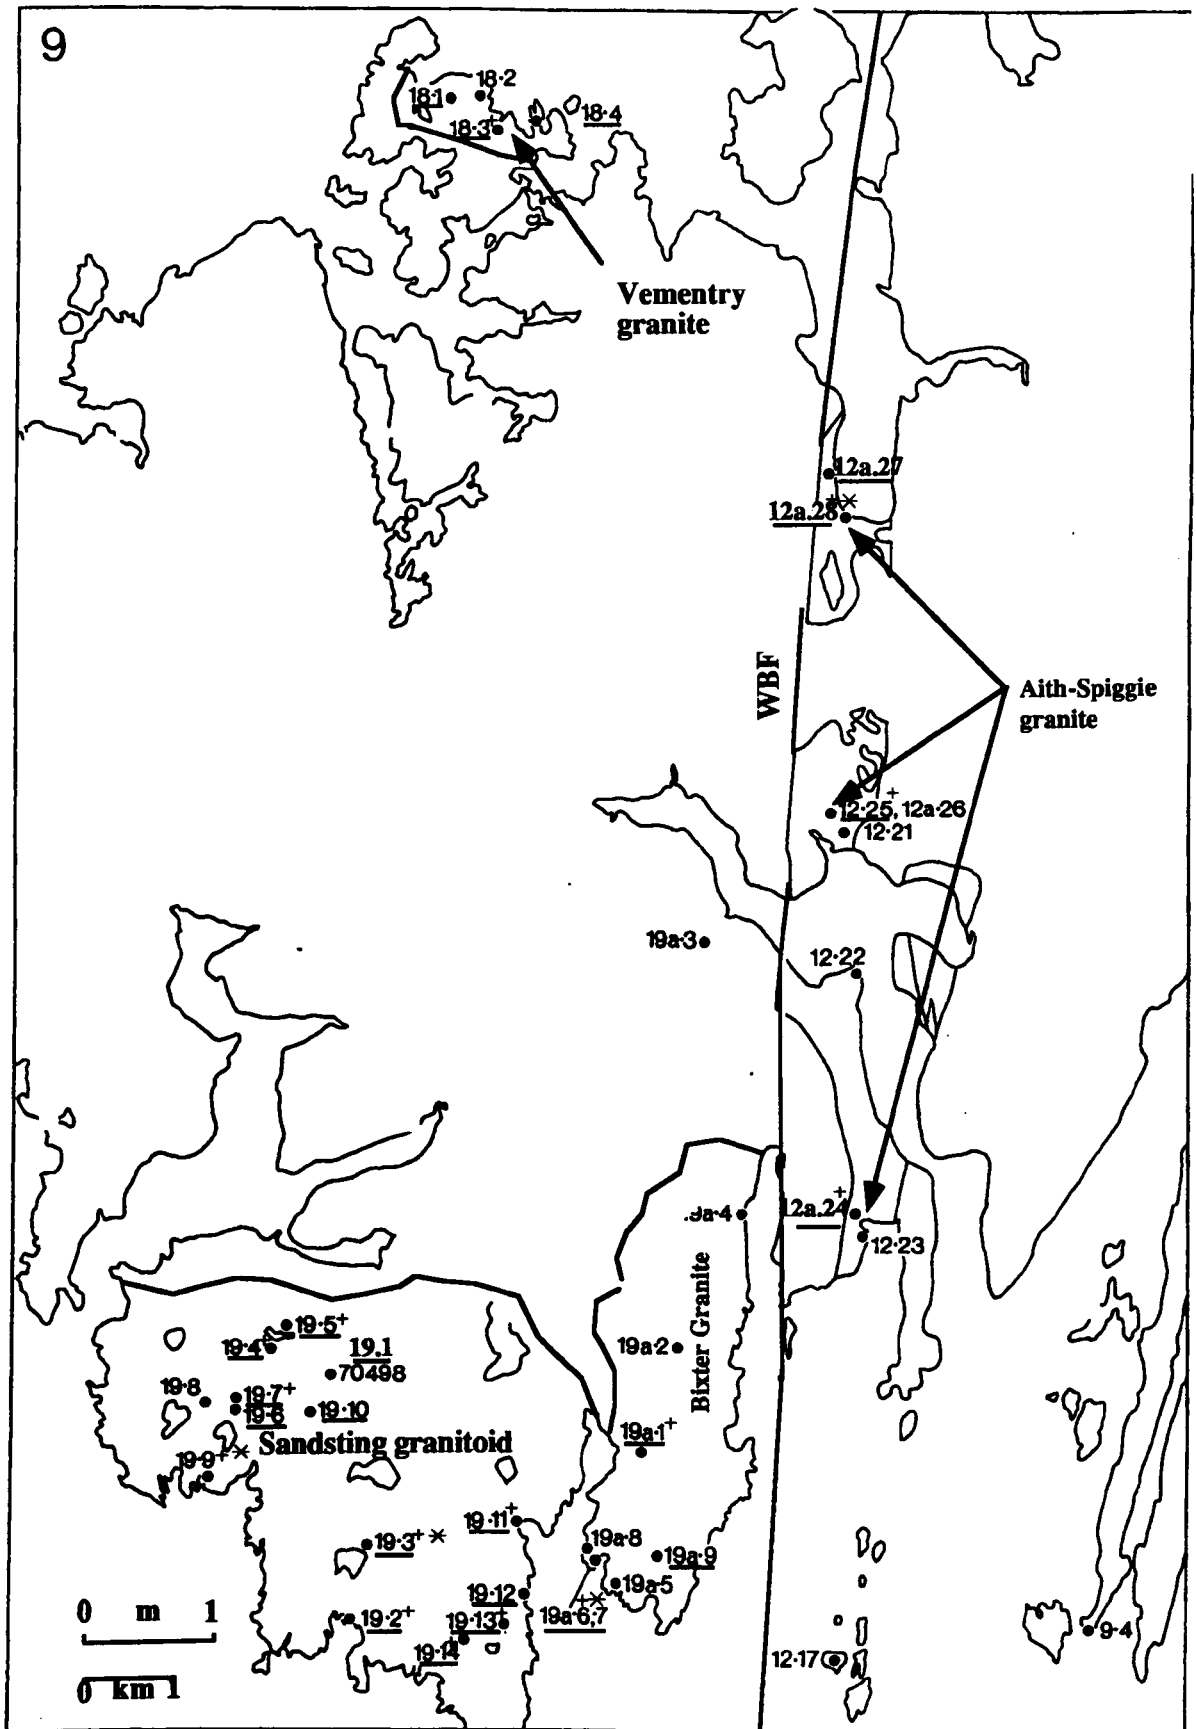 9
18·2
18·1
18·3+
18·4
Vementry
granite
12a.27
+*
12a.28
WBF
Aith-Spiggie
granite
+
12·25, 12a·26
12·21
19a·3
12·22
.9a·4
12a.24+
12·23
Bixter Granite
19·5+
19·4
19.1
70498
19a·2
19·8
19·7+
19·6
19·10
Sandsting granitoid
19a·1+
19·9+*
19·11+
19·3+*
19a·8
19a·9
19a·5
19·12
19a·6,7
+*
19·2+
19·13+
19·14
0 m 1
0 km 1
12·17
9·4